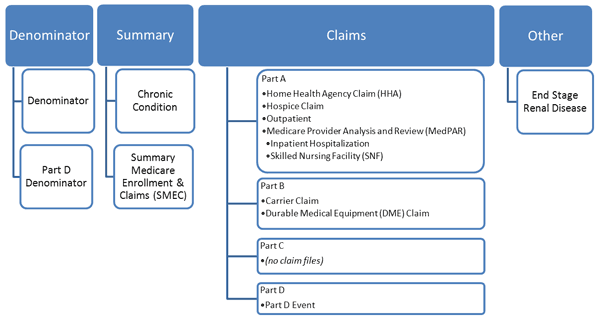 Denominator
Denominator
Part D
Denominator
Summary
Chronic
Condition
Summary
Medicare
Enrollment &
Claims (SMEC)
Claims
Part A
•Home Health Agency Claim (HHA)
•Hospice Claim
•Outpatient
•Medicare Provider Analysis and Review (MedPAR)
•Inpatient Hospitalization
•Skilled Nursing Facility (SNF)
Part B
•Carrier Claim
•Durable Medical Equipment (DME) Claim
Part C
•(no claim files)
Part D
•Part D Event
Other
End Stage
Renal Disease